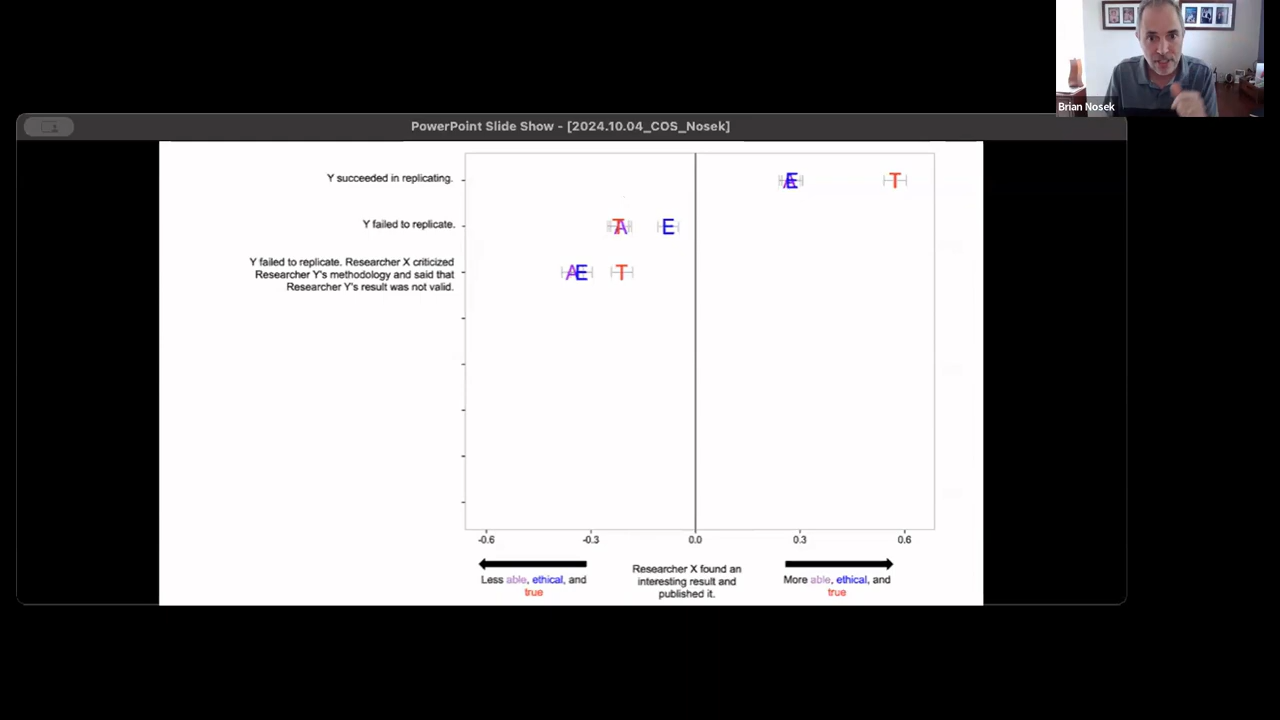 Brian Nosek
PowerPoint Slide Show - [2024.10.04_COS_Nosek]
Y succeeded in replicating.
A E T
Y failed to replicate.
T A E
Y failed to replicate. Researcher X criticized
Researcher Y's methodology and said that
Researcher Y's result was not valid.
A E T
-0.6 -0.3 0.0 0.3 0.6
Less able, ethical, and
true
Researcher X found an
interesting result and
published it.
More able, ethical, and
true